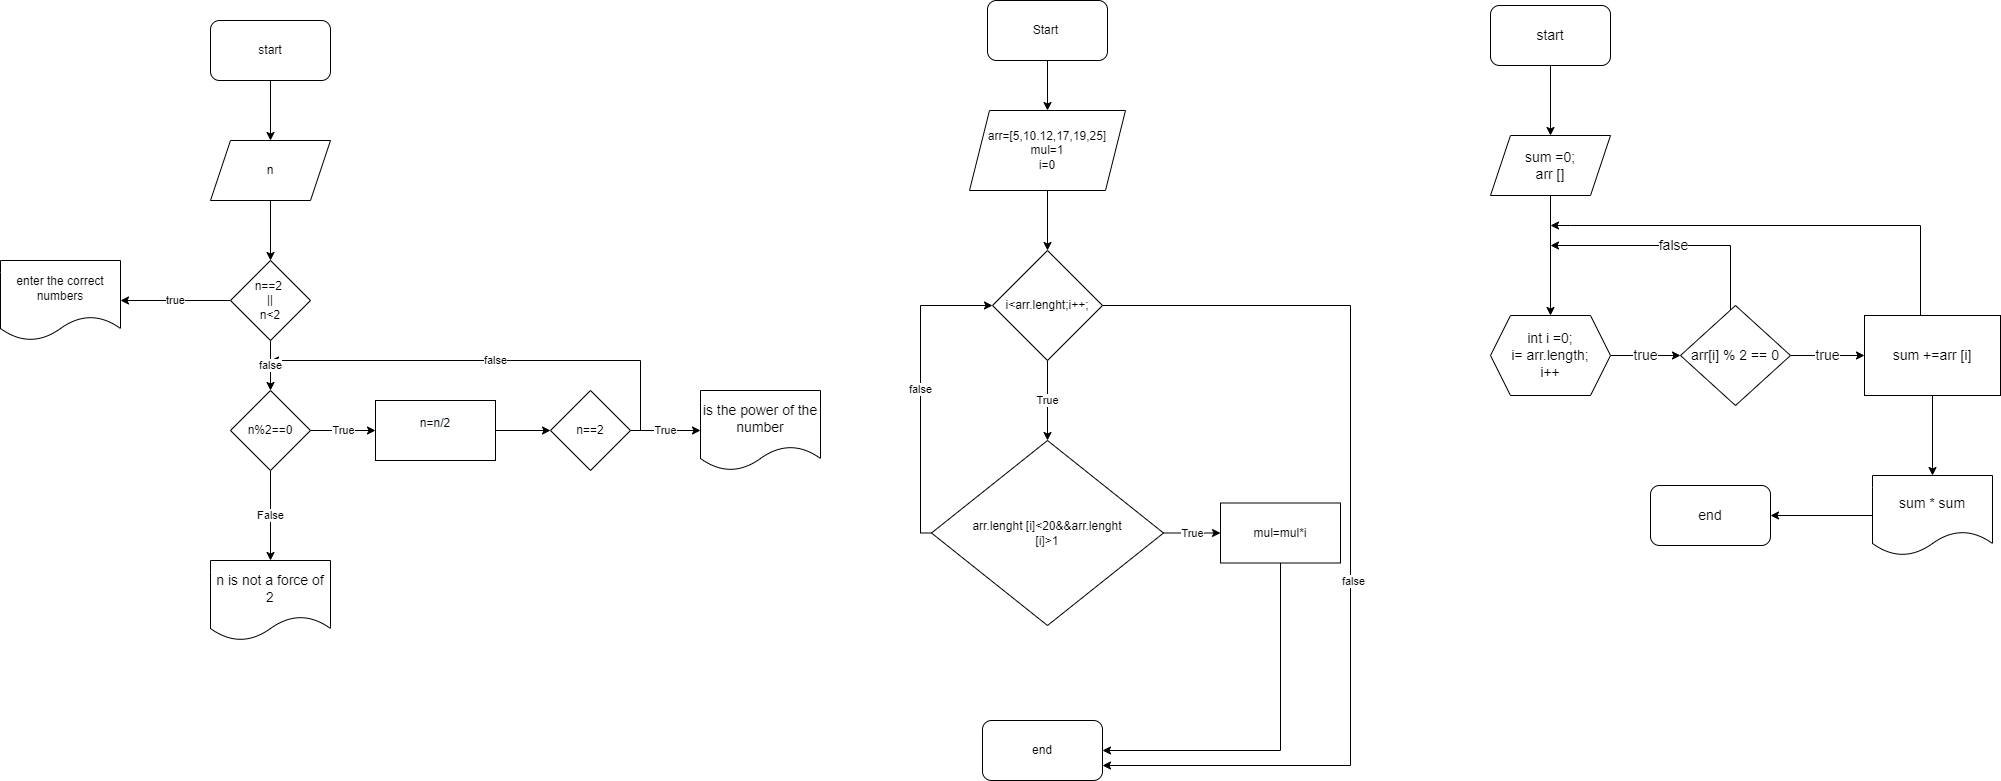 start
n
n==2
||
n<2
true
enter the correct
numbers
false
false
n%2==0
True
n=n/2
n==2
True
is the power of the
number
False
n is not a force of
2
Start
arr=[5,10.12,17,19,25]
mul=1
i=0
i<arr.lenght;i++;
false
True
arr.lenght [i]<20&&arr.lenght
[i]>1
True
mul=mul*i
false
end
start
sum =0;
arr []
false
int i =0;
i= arr.length;
i++
true
arr[i] % 2 == 0
true
sum +=arr [i]
sum * sum
end